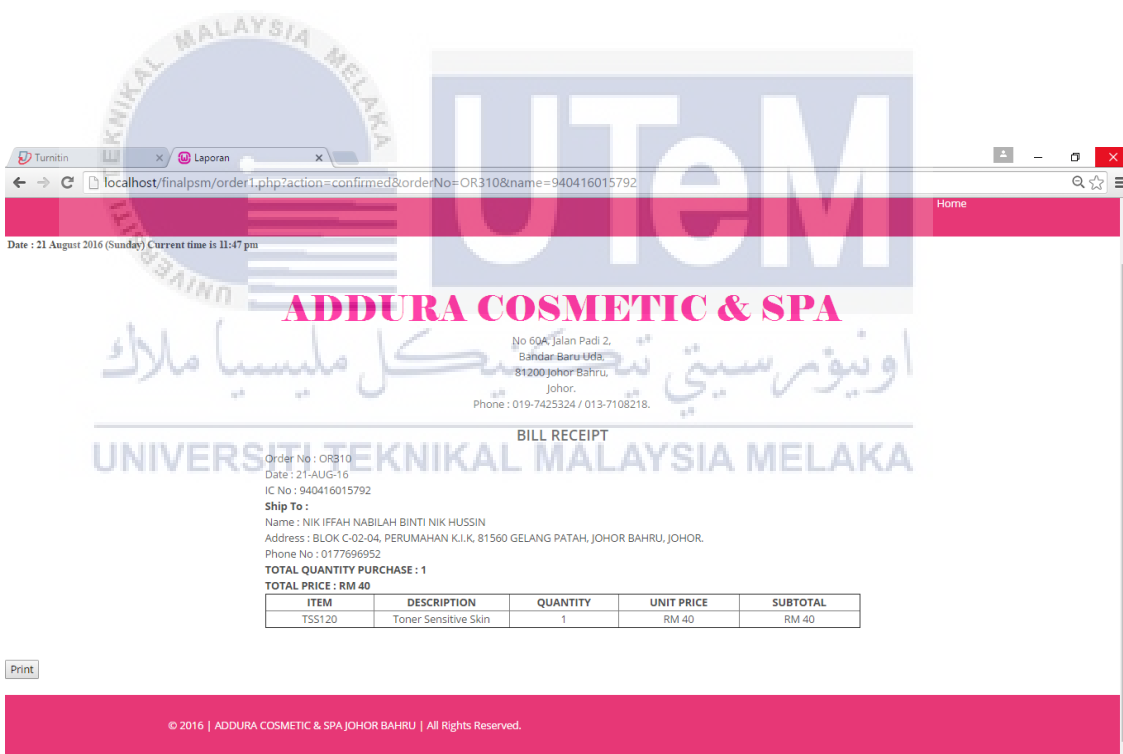 UNIVERSITI TEKNIKAL MALAYSIA MELAKA
UTeM
Turnitin
Laporan
localhost/finalpsm/order1.php?action=confirmed&orderNo=OR310&name=940416015792
Home
Date : 21 August 2016 (Sunday) Current time is 11:47 pm
ADDURA COSMETIC & SPA
No 60A, Jalan Padi 2,
Bandar Baru Uda,
81200 Johor Bahru,
Johor.
Phone : 019-7425324 / 013-7108218.
اونيۏرسيتي تيكنيكل مليسيا ملاك
BILL RECEIPT
UNIVERSITI TEKNIKAL MALAYSIA MELAKA
Order No : OR310
Date : 21-AUG-16
IC No : 940416015792
Ship To :
Name : NIK IFFAH NABILAH BINTI NIK HUSSIN
Address : BLOK C-02-04, PERUMAHAN K.I.K, 81560 GELANG PATAH, JOHOR BAHRU, JOHOR.
Phone No : 0177696952
TOTAL QUANTITY PURCHASE : 1
TOTAL PRICE : RM 40
ITEM DESCRIPTION QUANTITY UNIT PRICE SUBTOTAL
TSS120 Toner Sensitive Skin 1 RM 40 RM 40
Print
© 2016 | ADDURA COSMETIC & SPA JOHOR BAHRU | All Rights Reserved.